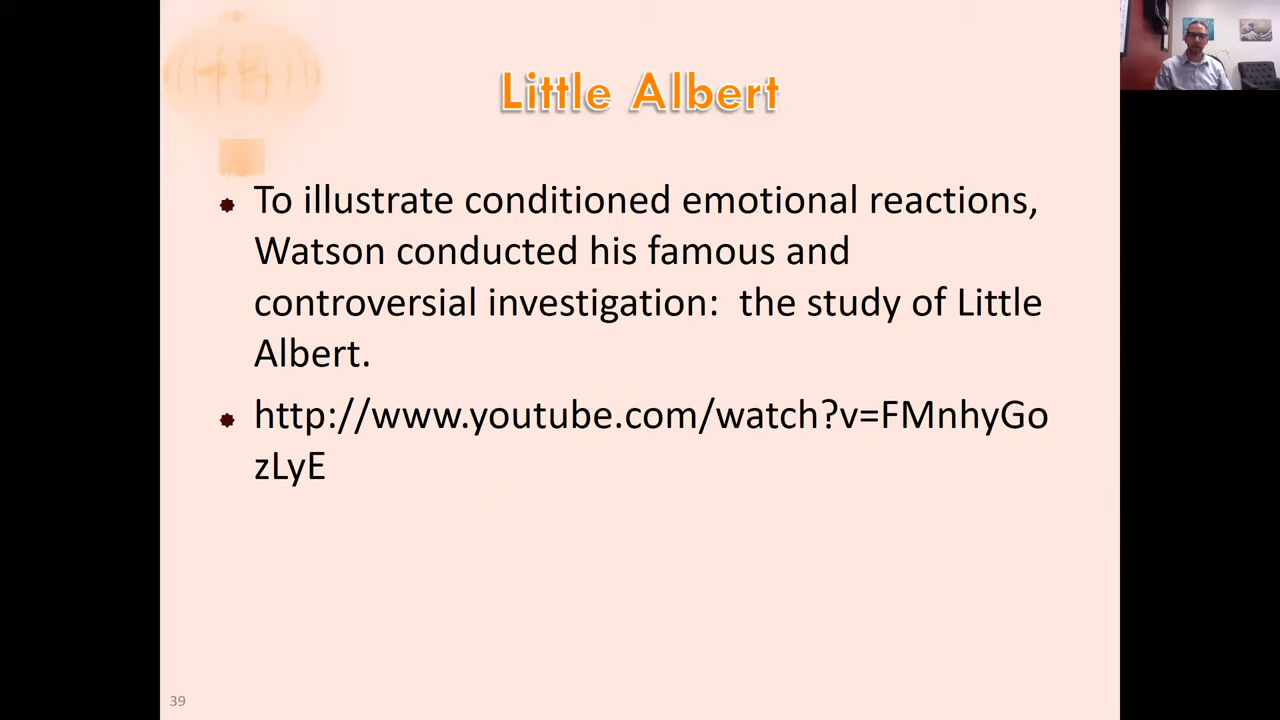 Little Albert
To illustrate conditioned emotional reactions,
Watson conducted his famous and
controversial investigation:  the study of Little
Albert.
http://www.youtube.com/watch?v=FMnhyGo
zLyE
39